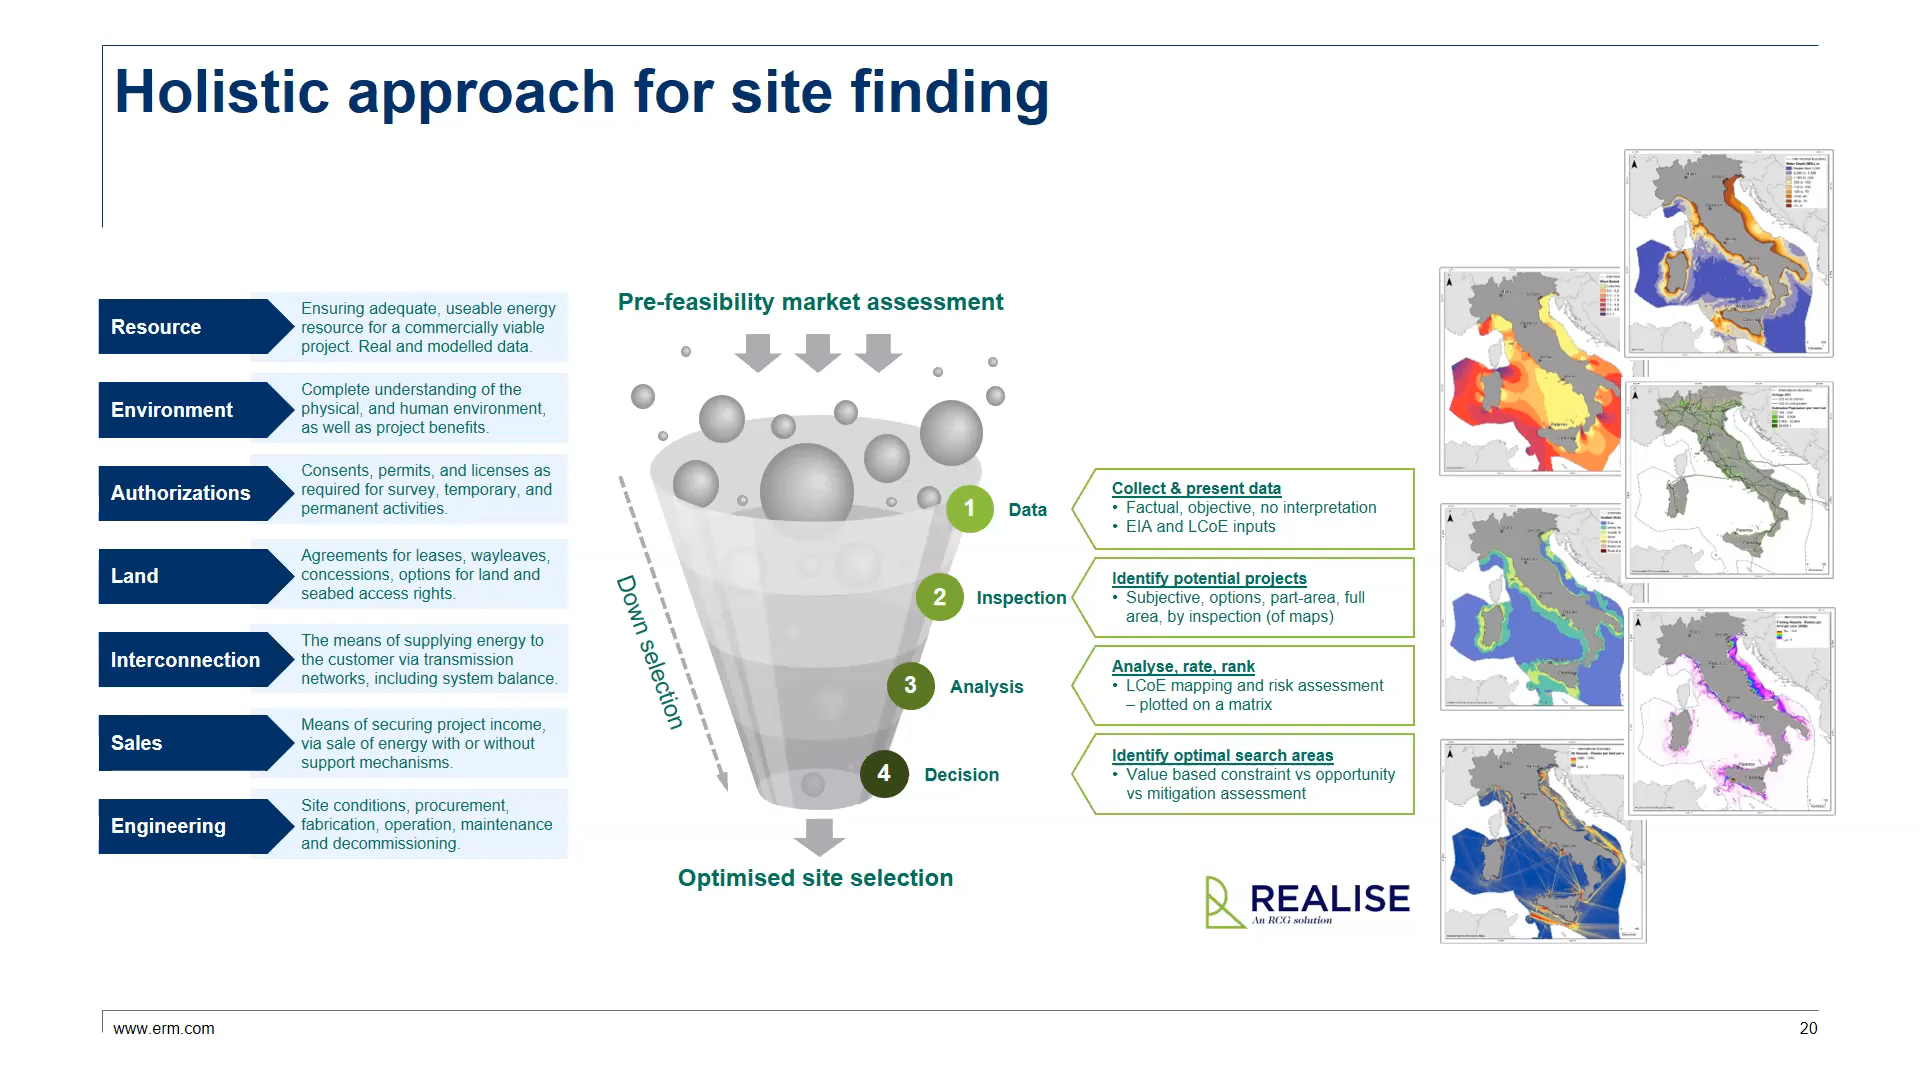 Holistic approach for site finding
Resource
Ensuring adequate, useable energy
resource for a commercially viable
project. Real and modelled data.
Environment
Complete understanding of the
physical, and human environment,
as well as project benefits.
Authorizations
Consents, permits, and licenses as
required for survey, temporary, and
permanent activities.
Land
Agreements for leases, wayleaves,
concessions, options for land and
seabed access rights.
Interconnection
The means of supplying energy to
the customer via transmission
networks, including system balance.
Sales
Means of securing project income,
via sale of energy with or without
support mechanisms.
Engineering
Site conditions, procurement,
fabrication, operation, maintenance
and decommissioning.
Pre-feasibility market assessment
Down selection
1
Data
Collect & present data
• Factual, objective, no interpretation
• EIA and LCoE inputs
2
Inspection
Identify potential projects
• Subjective, options, part-area, full
area, by inspection (of maps)
3
Analysis
Analyse, rate, rank
• LCoE mapping and risk assessment
– plotted on a matrix
4
Decision
Identify optimal search areas
• Value based constraint vs opportunity
vs mitigation assessment
Optimised site selection
REALISE
An RCG solution
www.erm.com
20